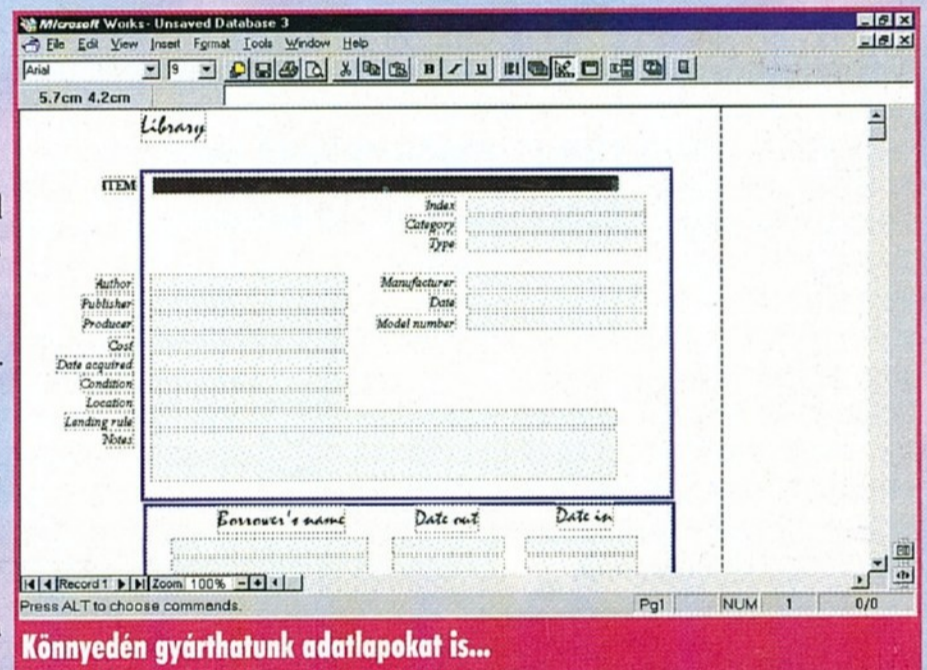 Microsoft Works - Unsaved Database 3
File Edit View Insert Format Tools Window Help
Arial 9 B I U
5.7cm 4.2cm
Library
ITEM
Index
Category
Type
Author Manufacturer
Publisher Date
Producer Model number
Cost
Date acquired
Condition
Location
Lending rule
Notes
Borrower's name Date out Date in
Record 1 Zoom 100%
Press ALT to choose commands. Pg1 NUM 1 0/0
Könnyedén gyárthatunk adatlapokat is...